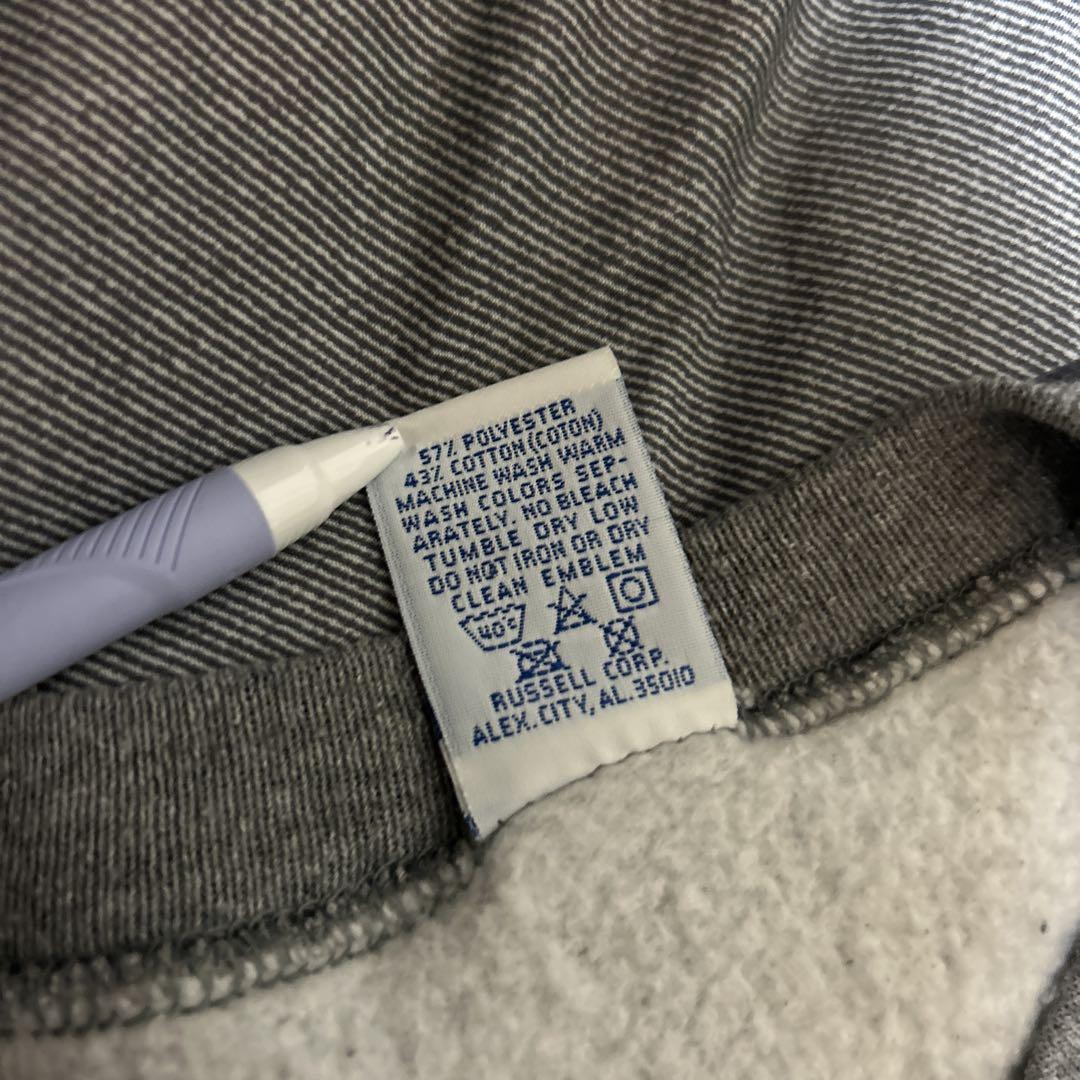 57% POLYESTER
43% COTTON(COTON)
MACHINE WASH WARM
WASH COLORS SEP-
ARATELY. NO BLEACH
TUMBLE DRY LOW
DO NOT IRON OR DRY
CLEAN EMBLEM
40°c
RUSSELL CORP.
ALEX. CITY, AL. 35010